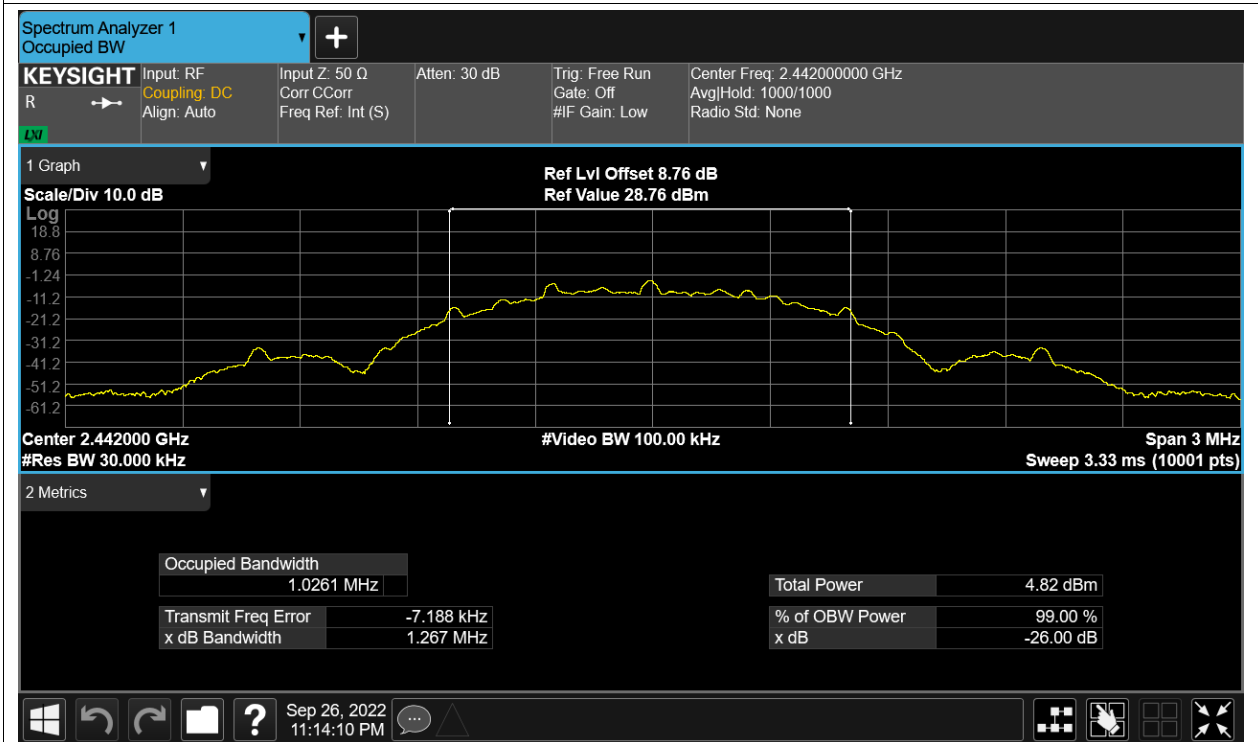 Spectrum Analyzer 1
Occupied BW
KEYSIGHT
R
LXI
Input: RF
Coupling: DC
Align: Auto
Input Z: 50 Ω
Corr CCorr
Freq Ref: Int (S)
Atten: 30 dB
Trig: Free Run
Gate: Off
#IF Gain: Low
Center Freq: 2.442000000 GHz
Avg|Hold: 1000/1000
Radio Std: None
1 Graph
Scale/Div 10.0 dB
Ref Lvl Offset 8.76 dB
Ref Value 28.76 dBm
Log
18.8
8.76
-1.24
-11.2
-21.2
-31.2
-41.2
-51.2
-61.2
Center 2.442000 GHz
#Res BW 30.000 kHz
#Video BW 100.00 kHz
Span 3 MHz
Sweep 3.33 ms (10001 pts)
2 Metrics
Occupied Bandwidth
1.0261 MHz
Transmit Freq Error -7.188 kHz
x dB Bandwidth 1.267 MHz
Total Power 4.82 dBm
% of OBW Power 99.00 %
x dB -26.00 dB
?
Sep 26, 2022
11:14:10 PM